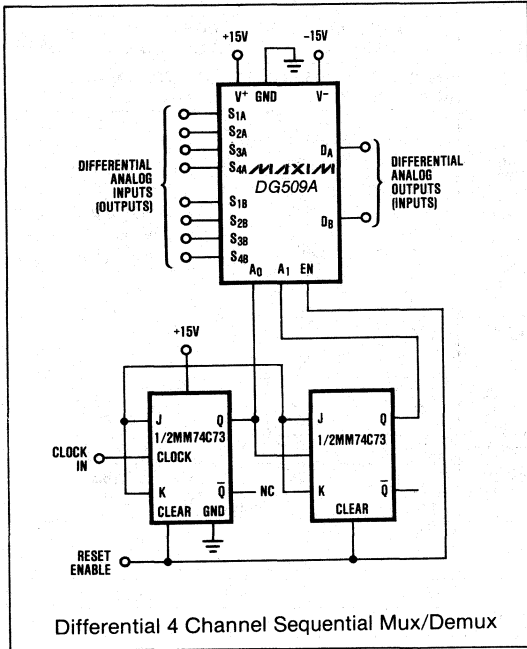 +15V
-15V
V+ GND V-
S1A
S2A
S3A
S4A
S1B
S2B
S3B
S4B
DIFFERENTIAL
ANALOG
INPUTS
(OUTPUTS)
MAXIM
DG509A
DA
DB
DIFFERENTIAL
ANALOG
OUTPUTS
(INPUTS)
A0 A1 EN
+15V
J Q
1/2MM74C73
CLOCK
K Q̅
CLEAR GND
CLOCK
IN
NC
J Q
1/2MM74C73
K Q̅
CLEAR
RESET
ENABLE
Differential 4 Channel Sequential Mux/Demux